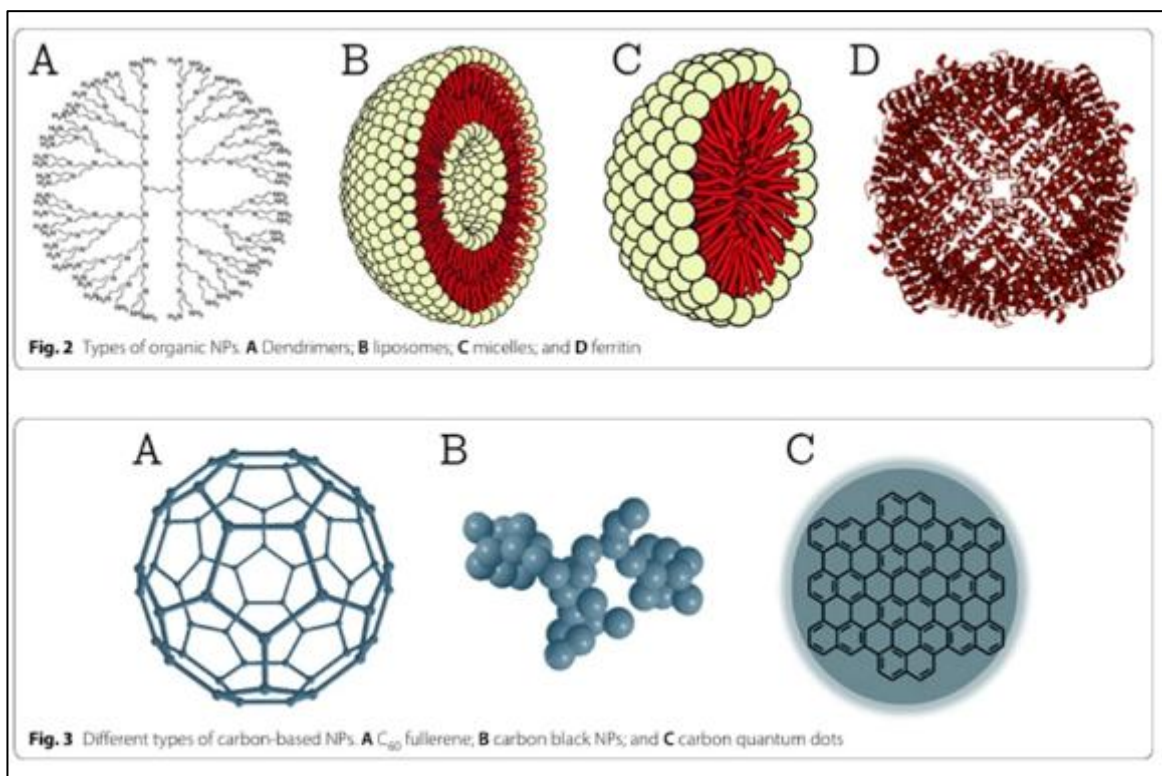 A
B
C
D
Fig. 2 Types of organic NPs. A Dendrimers; B liposomes; C micelles; and D ferritin
A
B
C
Fig. 3 Different types of carbon-based NPs. A C₆₀ fullerene; B carbon black NPs; and C carbon quantum dots